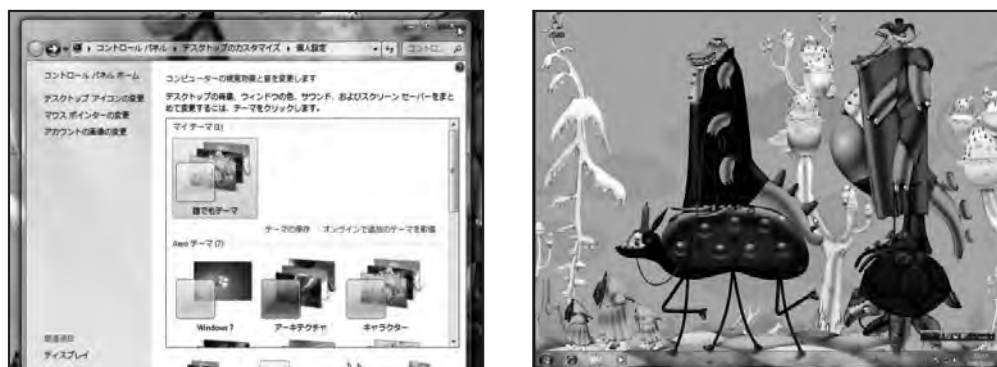 コントロール パネル ▸ デスクトップのカスタマイズ ▸ 個人設定
コントロ...
コントロール パネル ホーム
デスクトップ アイコンの変更
マウス ポインターの変更
アカウントの画像の変更
関連項目
ディスプレイ
コンピューターの視覚効果と音を変更します
デスクトップの背景、ウィンドウの色、サウンド、およびスクリーン セーバーをまと
めて変更するには、テーマをクリックします。
マイ テーマ (1)
誰でもテーマ
テーマの保存 オンラインで追加のテーマを取得
Aero テーマ (7)
Windows 7 アーキテクチャ キャラクター